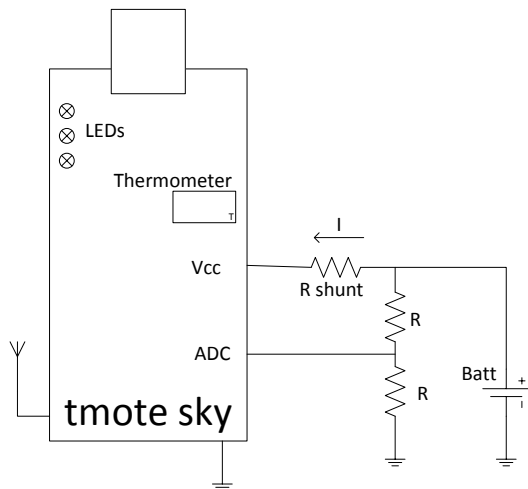 LEDs
Thermometer
T
I
Vcc
R shunt
R
ADC
Batt
+
R
tmote sky